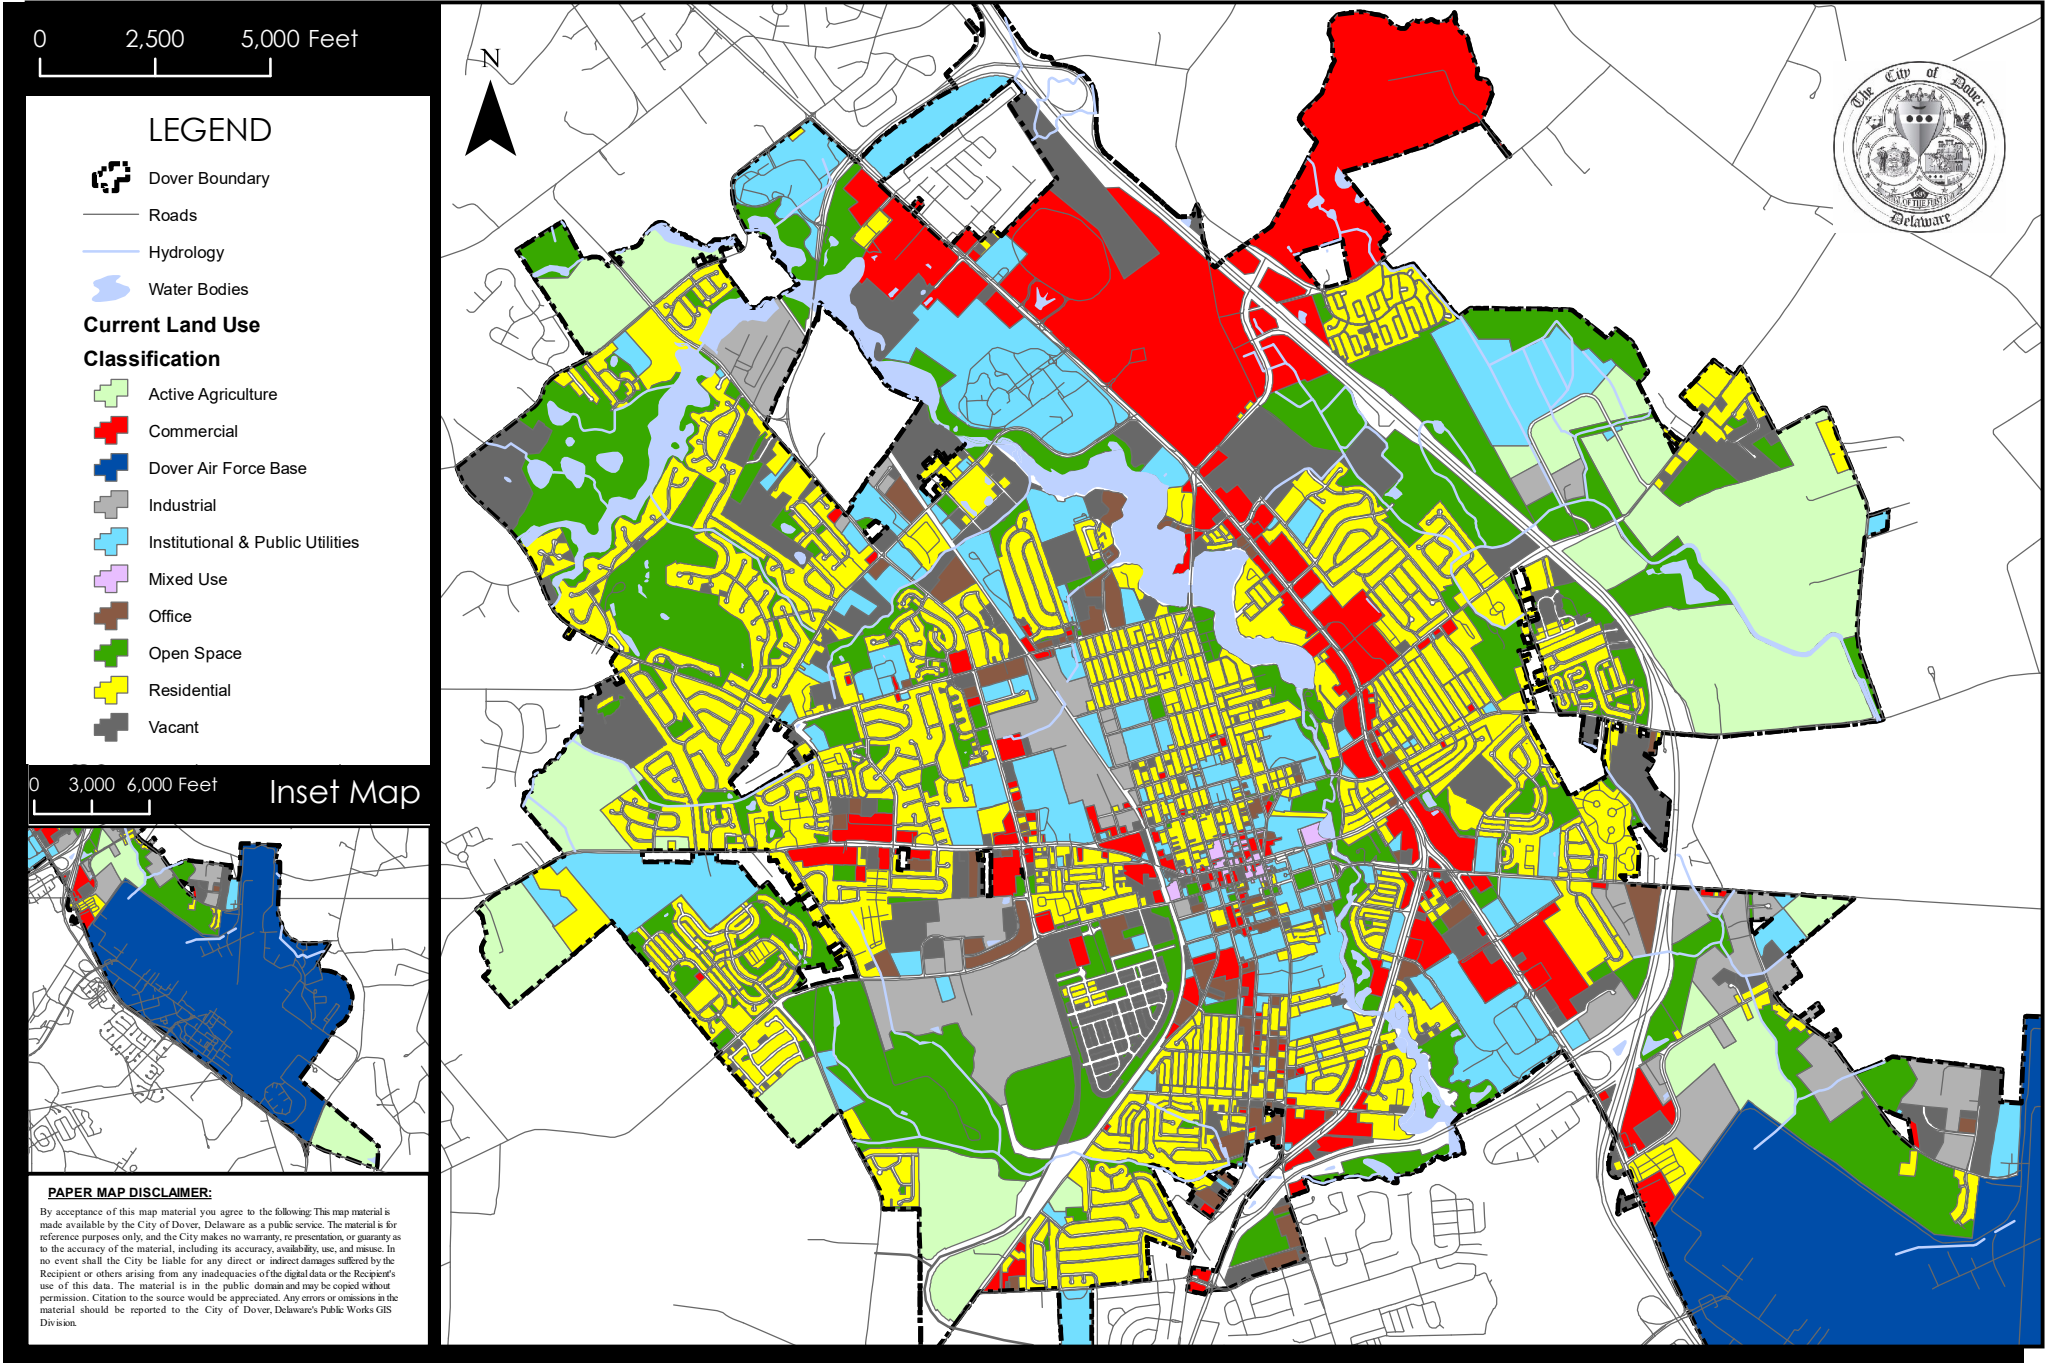 0 2,500 5,000 Feet
LEGEND
Dover Boundary
Roads
Hydrology
Water Bodies
Current Land Use
Classification
Active Agriculture
Commercial
Dover Air Force Base
Industrial
Institutional & Public Utilities
Mixed Use
Office
Open Space
Residential
Vacant
0 3,000 6,000 Feet
Inset Map
PAPER MAP DISCLAIMER:
By acceptance of this map material you agree to the following: This map material is
made available by the City of Dover, Delaware as a public service. The material is for
reference purposes only, and the City makes no warranty, re presentation, or guaranty as
to the accuracy of the material, including its accuracy, availability, use, and misuse. In
no event shall the City be liable for any direct or indirect damages suffered by the
Recipient or others arising from any inadequacies of the digital data or the Recipient's
use of this data. The material is in the public domain and may be copied without
permission. Citation to the source would be appreciated. Any errors or omissions in the
material should be reported to the City of Dover, Delaware's Public Works GIS
Division.
N
The City of Dover
OF THE FIRST
Delaware